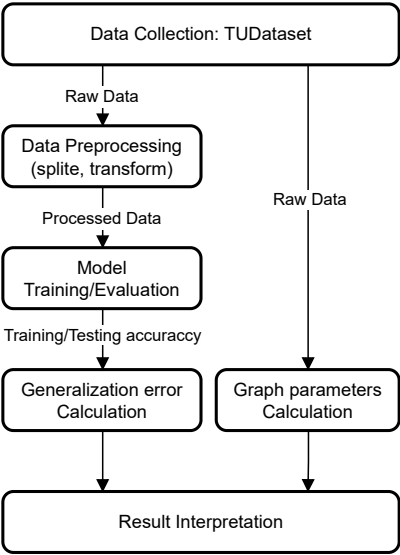 Data Collection: TUDataset
Raw Data
Data Preprocessing
(splite, transform)
Processed Data
Raw Data
Model
Training/Evaluation
Training/Testing accuraccy
Generalization error
Calculation
Graph parameters
Calculation
Result Interpretation